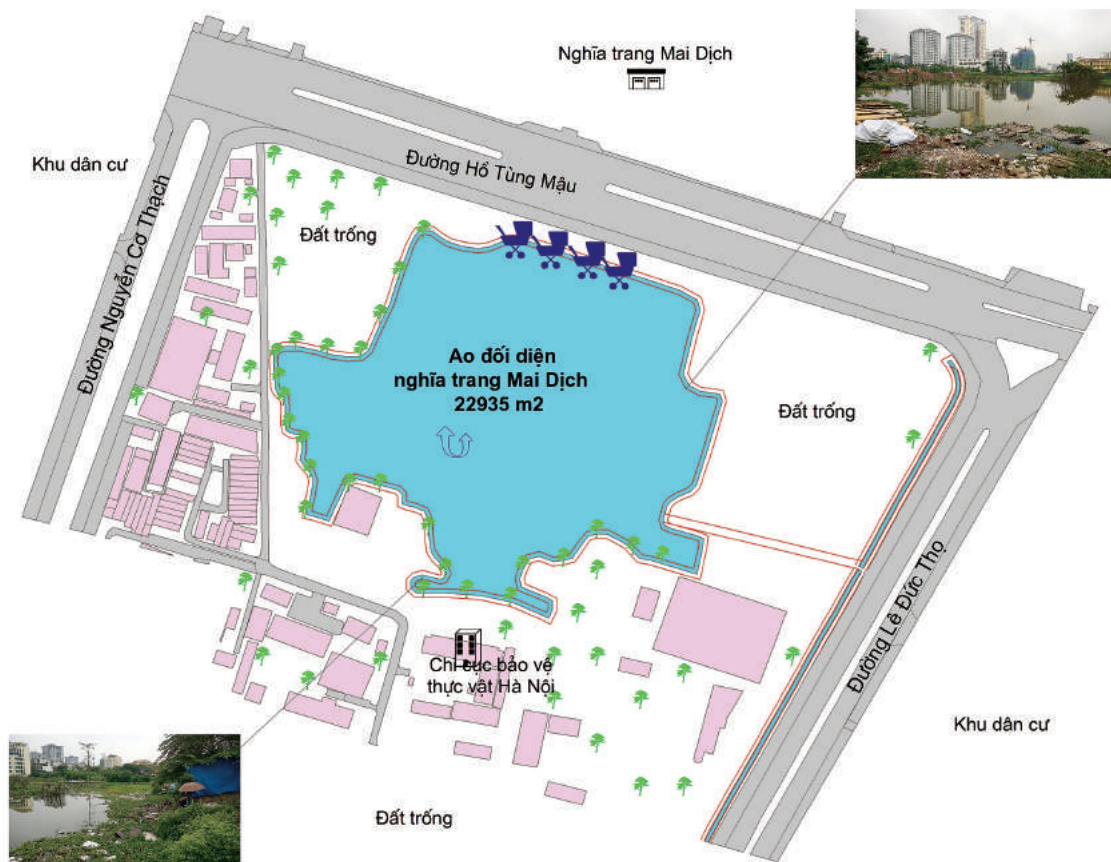 Nghĩa trang Mai Dịch
Khu dân cư
Đường Hồ Tùng Mậu
Đất trống
Đường Nguyễn Cơ Thạch
Ao đối diện
nghĩa trang Mai Dịch
22935 m2
Đất trống
Đường Lê Đức Thọ
Chi cục bảo vệ
thực vật Hà Nội
Khu dân cư
Đất trống